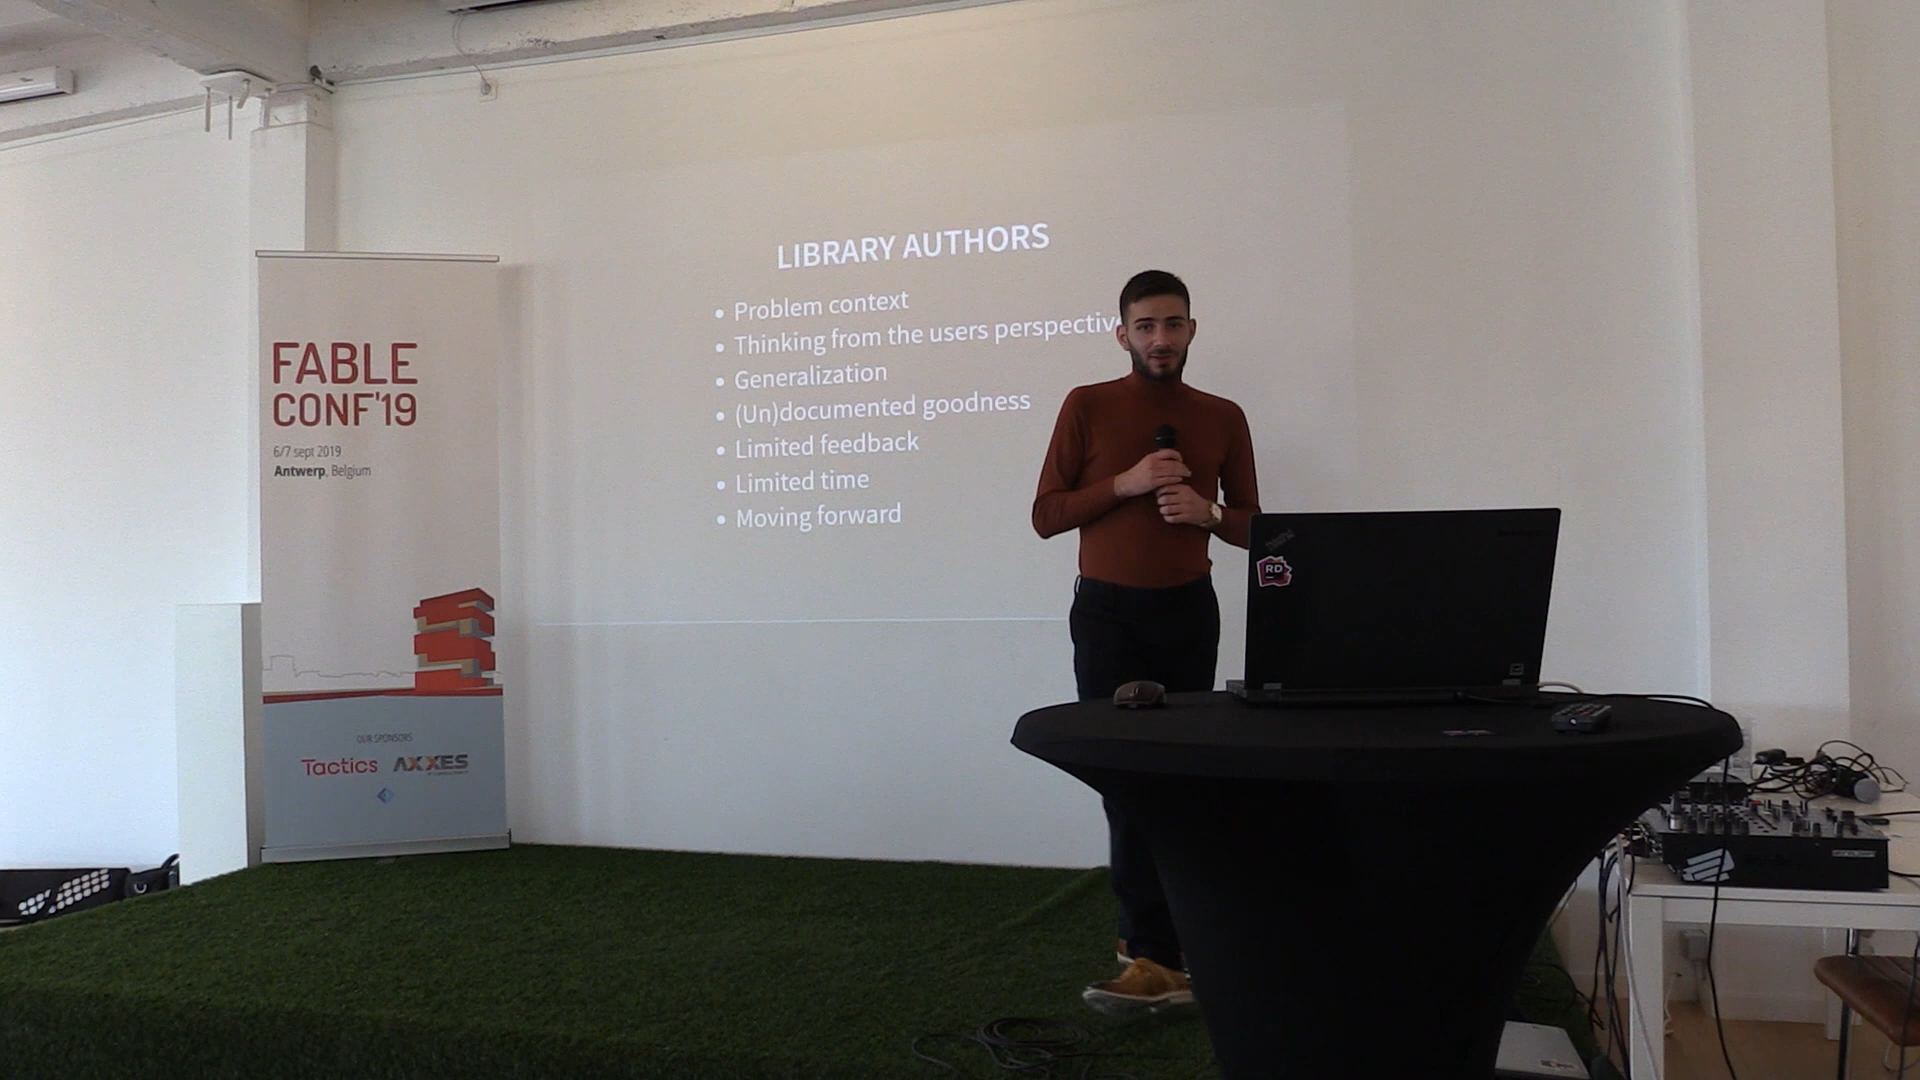 LIBRARY AUTHORS
• Problem context
• Thinking from the users perspectiv
• Generalization
• (Un)documented goodness
• Limited feedback
• Limited time
• Moving forward
FABLE
CONF'19
6/7 sept 2019
Antwerp, Belgium
OUR SPONSORS
Tactics AXXES
RD